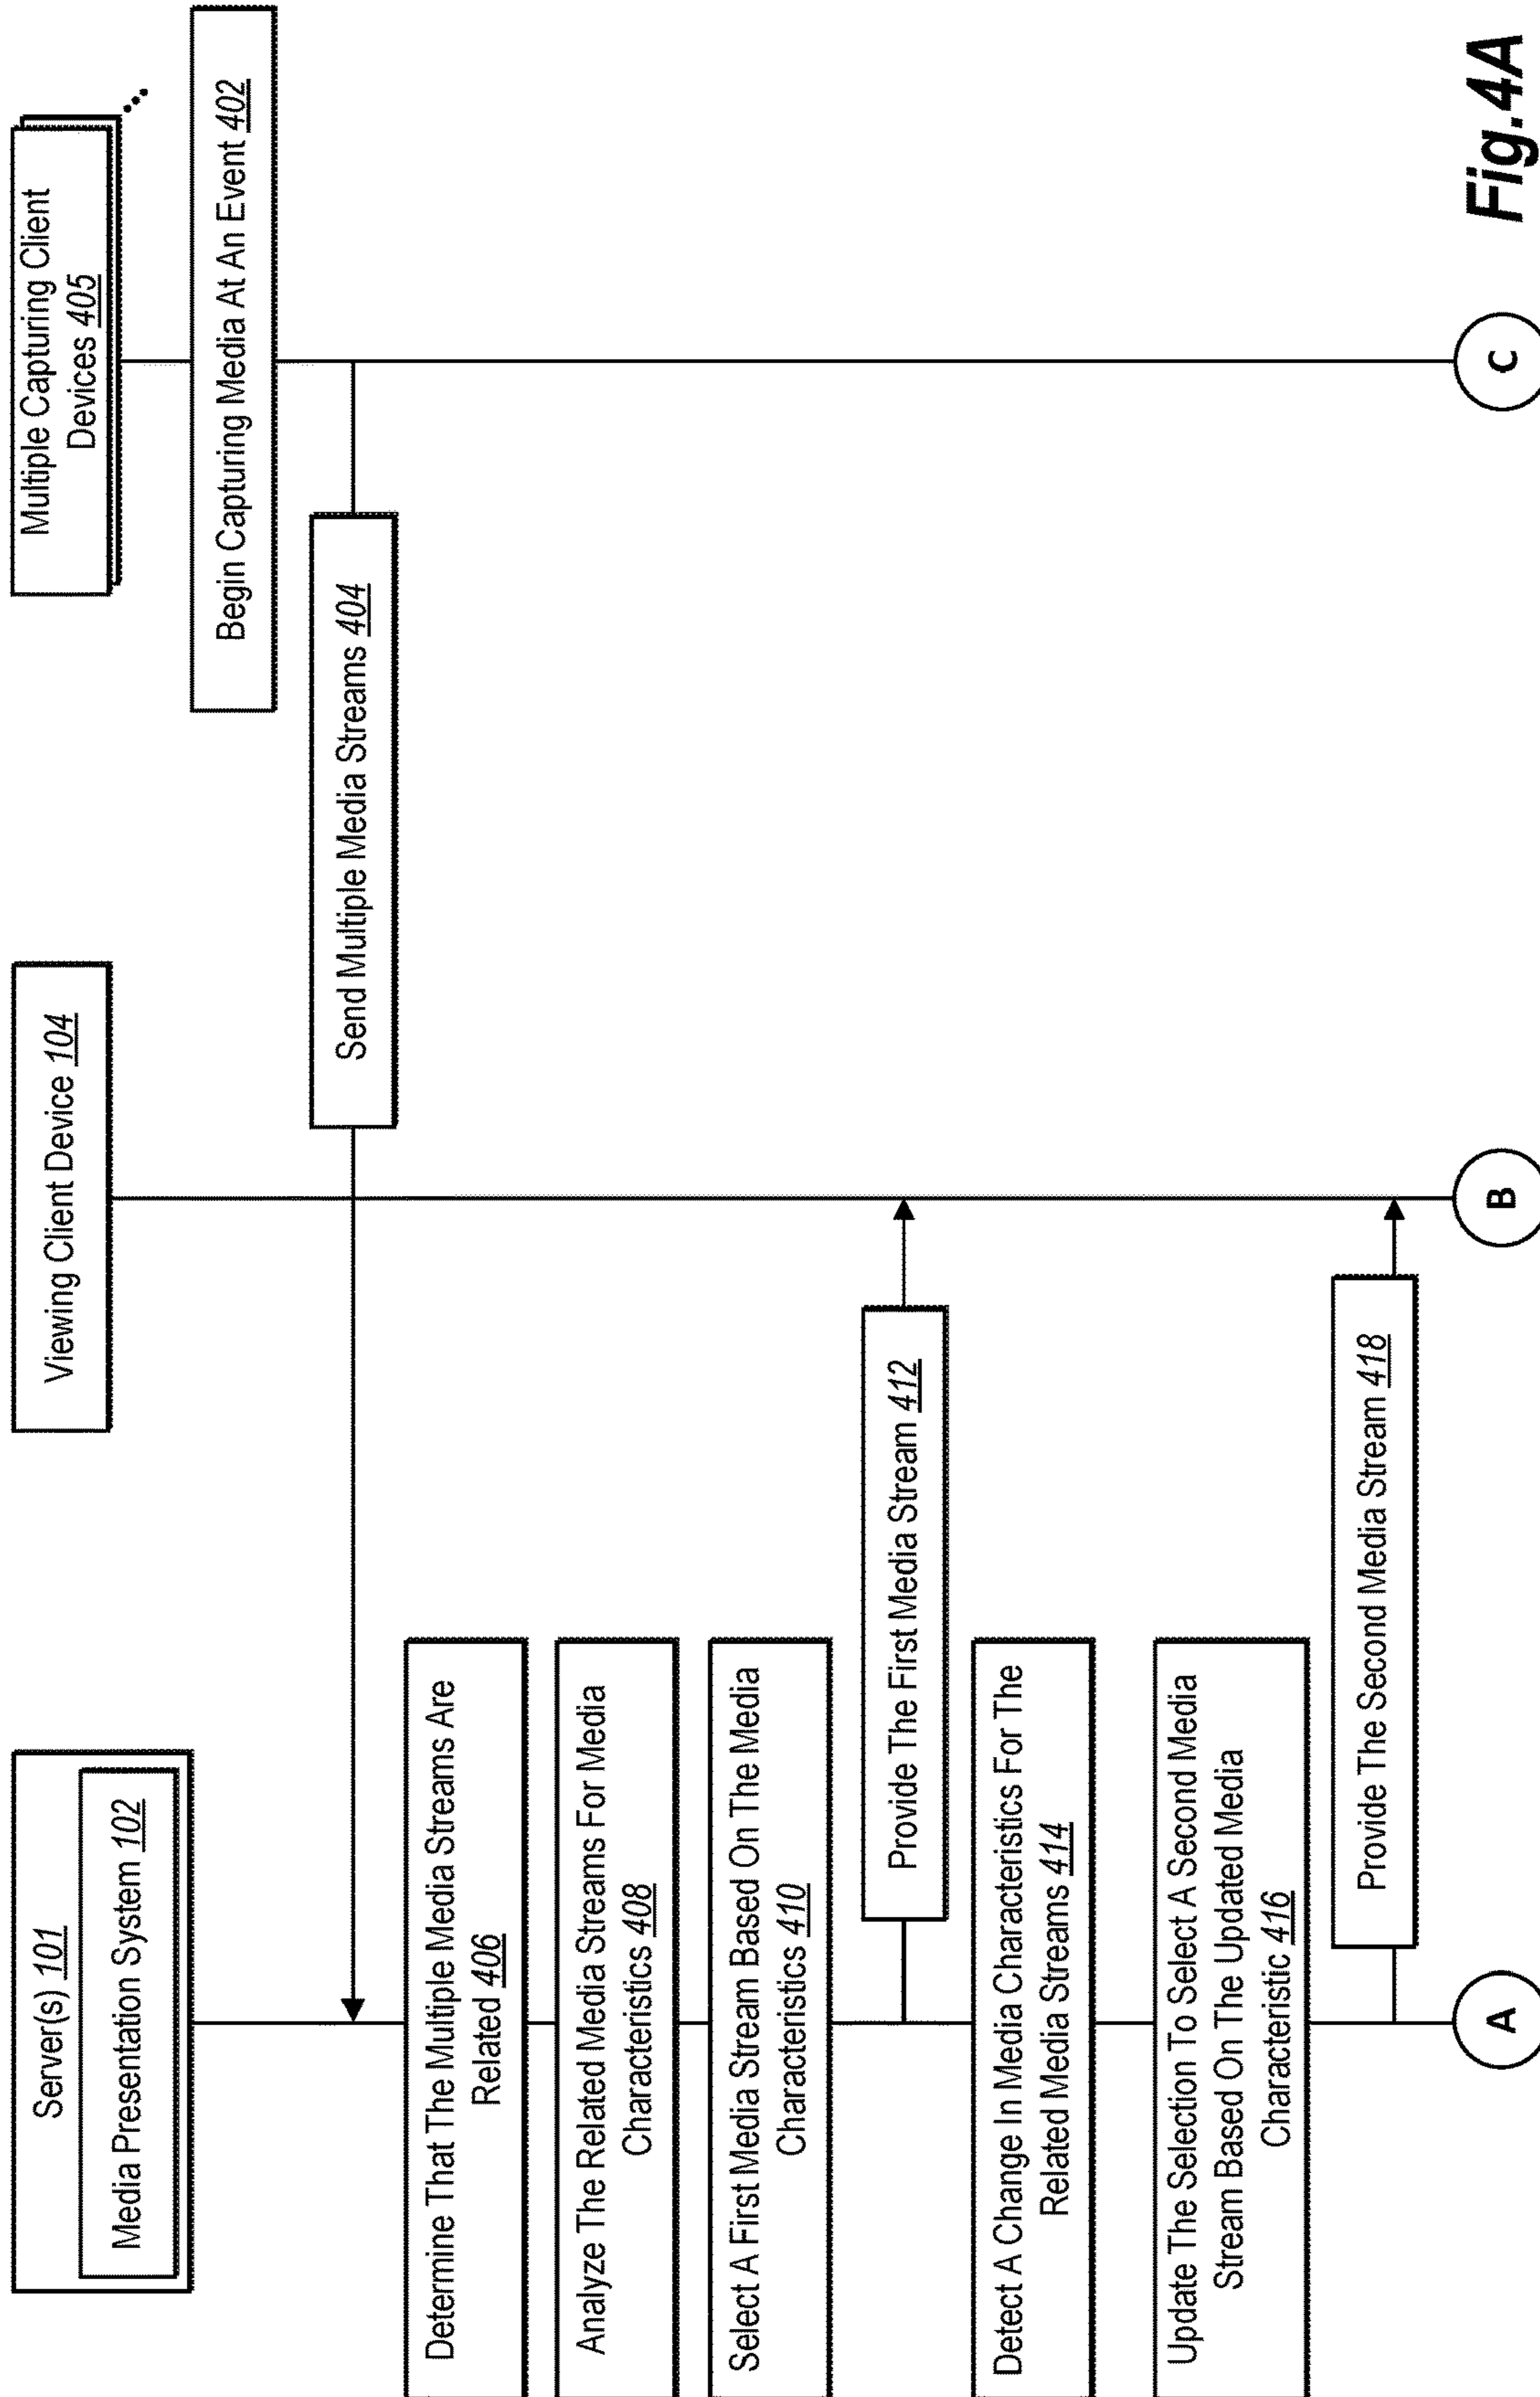 Server(s) 101
Media Presentation System 102
Viewing Client Device 104
Multiple Capturing Client
Devices 405
Begin Capturing Media At An Event 402
Send Multiple Media Streams 404
Determine That The Multiple Media Streams Are
Related 406
Analyze The Related Media Streams For Media
Characteristics 408
Select A First Media Stream Based On The Media
Characteristics 410
Provide The First Media Stream 412
Detect A Change In Media Characteristics For The
Related Media Streams 414
Update The Selection To Select A Second Media
Stream Based On The Updated Media
Characteristic 416
Provide The Second Media Stream 418
A
B
C
Fig.4A